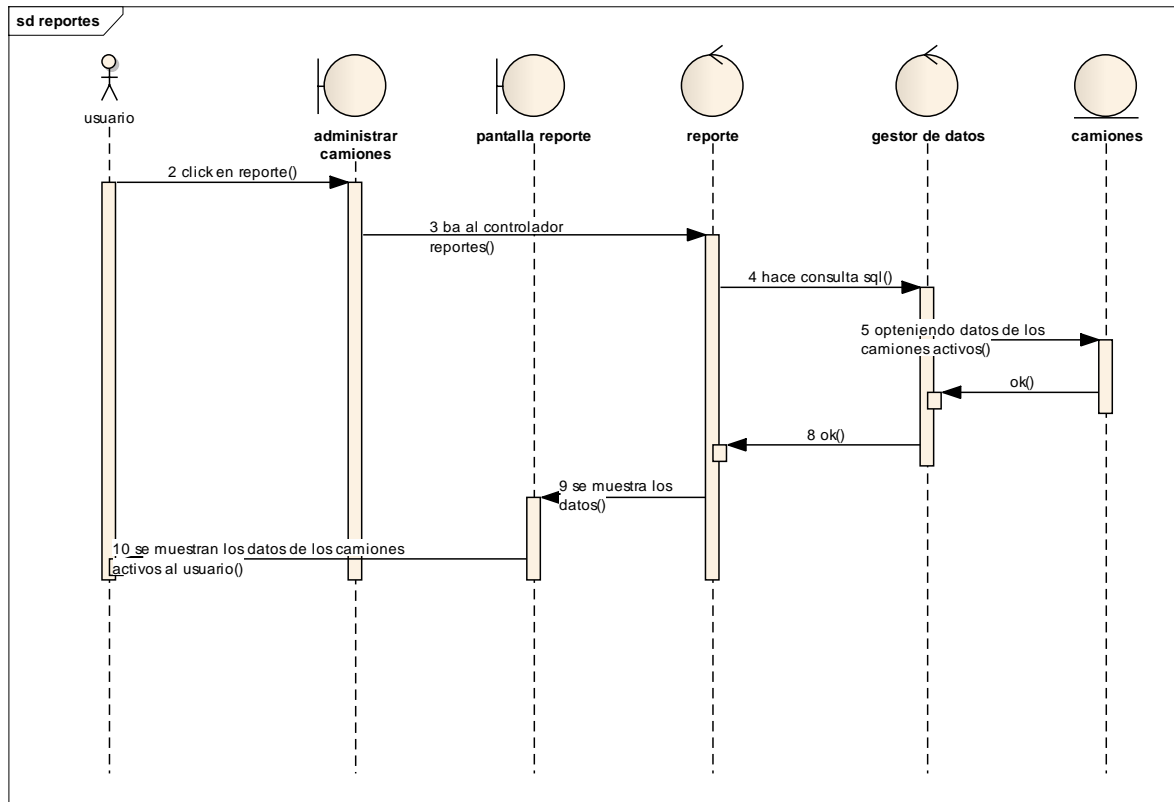 sd reportes
usuario
administrar
camiones
pantalla reporte
reporte
gestor de datos
camiones
2 click en reporte()
3 ba al controlador
reportes()
4 hace consulta sql()
5 opteniendo datos de los
camiones activos()
ok()
8 ok()
9 se muestra los
datos()
10 se muestran los datos de los camiones
activos al usuario()